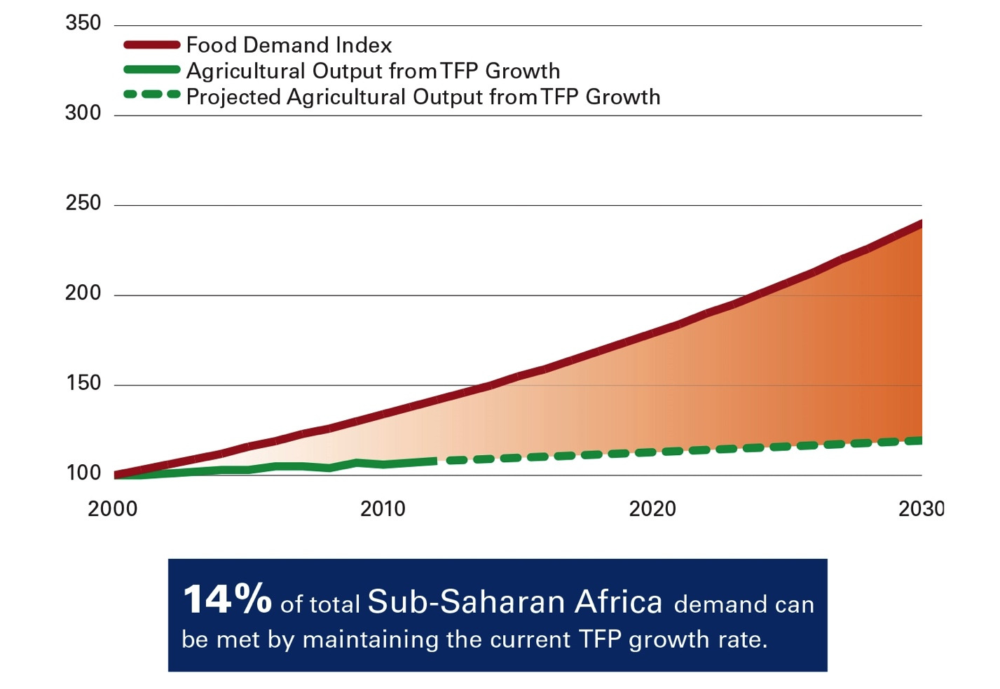 350
Food Demand Index
Agricultural Output from TFP Growth
Projected Agricultural Output from TFP Growth
300
250
200
150
100
2000 2010 2020 2030
14% of total Sub-Saharan Africa demand can
be met by maintaining the current TFP growth rate.